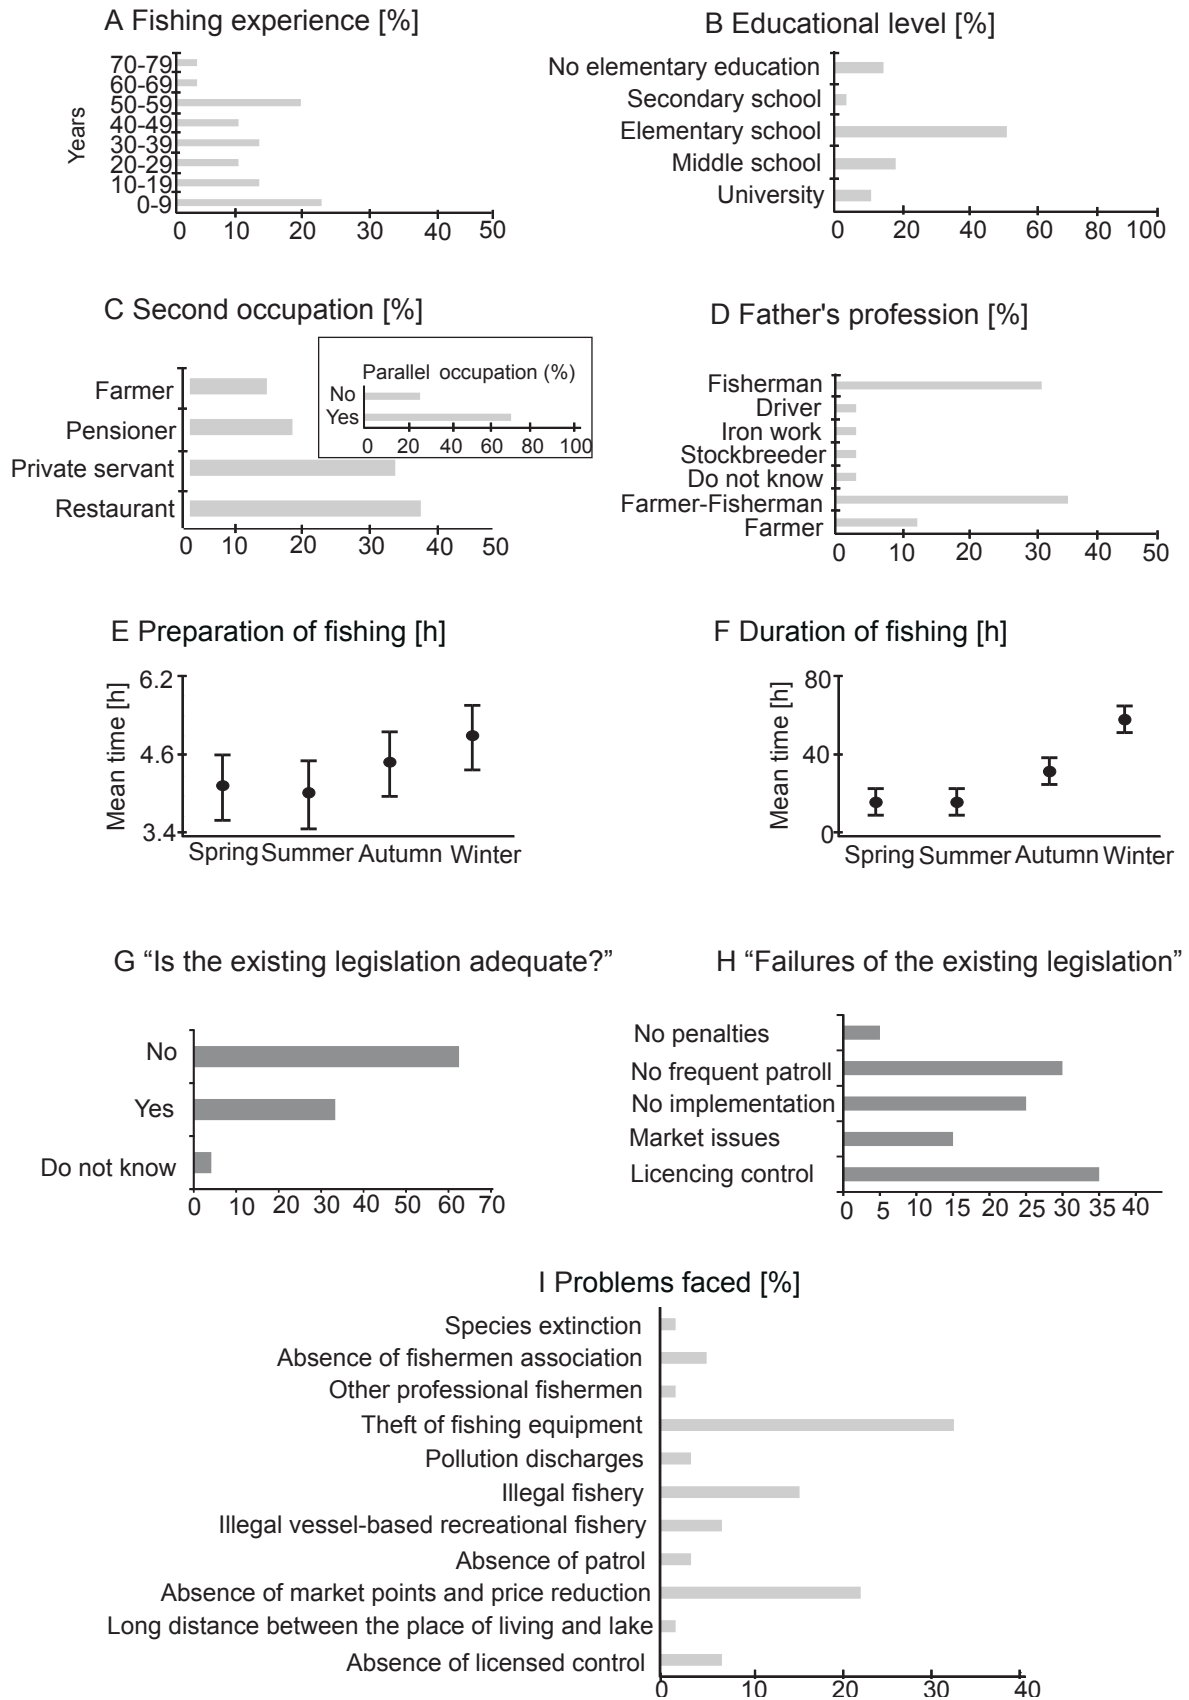 A Fishing experience [%]
Years
70-79
60-69
50-59
40-49
30-39
20-29
10-19
0-9
0 10 20 30 40 50
B Educational level [%]
No elementary education
Secondary school
Elementary school
Middle school
University
0 20 40 60 80 100
C Second occupation [%]
Farmer
Pensioner
Private servant
Restaurant
0 10 20 30 40 50
Parallel occupation (%)
No
Yes
0 20 40 60 80 100
D Father's profession [%]
Fisherman
Driver
Iron work
Stockbreeder
Do not know
Farmer-Fisherman
Farmer
0 10 20 30 40 50
E Preparation of fishing [h]
Mean time [h]
6.2
4.6
3.4
Spring Summer Autumn Winter
F Duration of fishing [h]
Mean time [h]
80
40
0
Spring Summer Autumn Winter
G “Is the existing legislation adequate?”
No
Yes
Do not know
0 10 20 30 40 50 60 70
H “Failures of the existing legislation”
No penalties
No frequent patroll
No implementation
Market issues
Licencing control
0 5 10 15 20 25 30 35 40
I Problems faced [%]
Species extinction
Absence of fishermen association
Other professional fishermen
Theft of fishing equipment
Pollution discharges
Illegal fishery
Illegal vessel-based recreational fishery
Absence of patrol
Absence of market points and price reduction
Long distance between the place of living and lake
Absence of licensed control
0 10 20 30 40